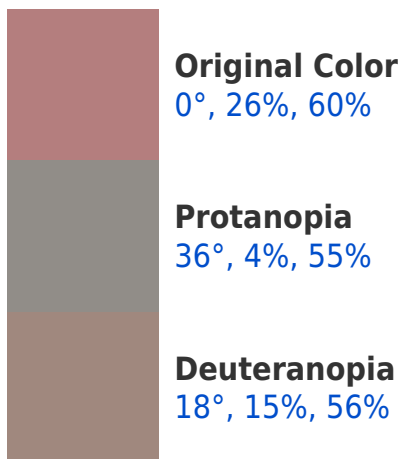 Original Color
0°, 26%, 60%
Protanopia
36°, 4%, 55%
Deuteranopia
18°, 15%, 56%